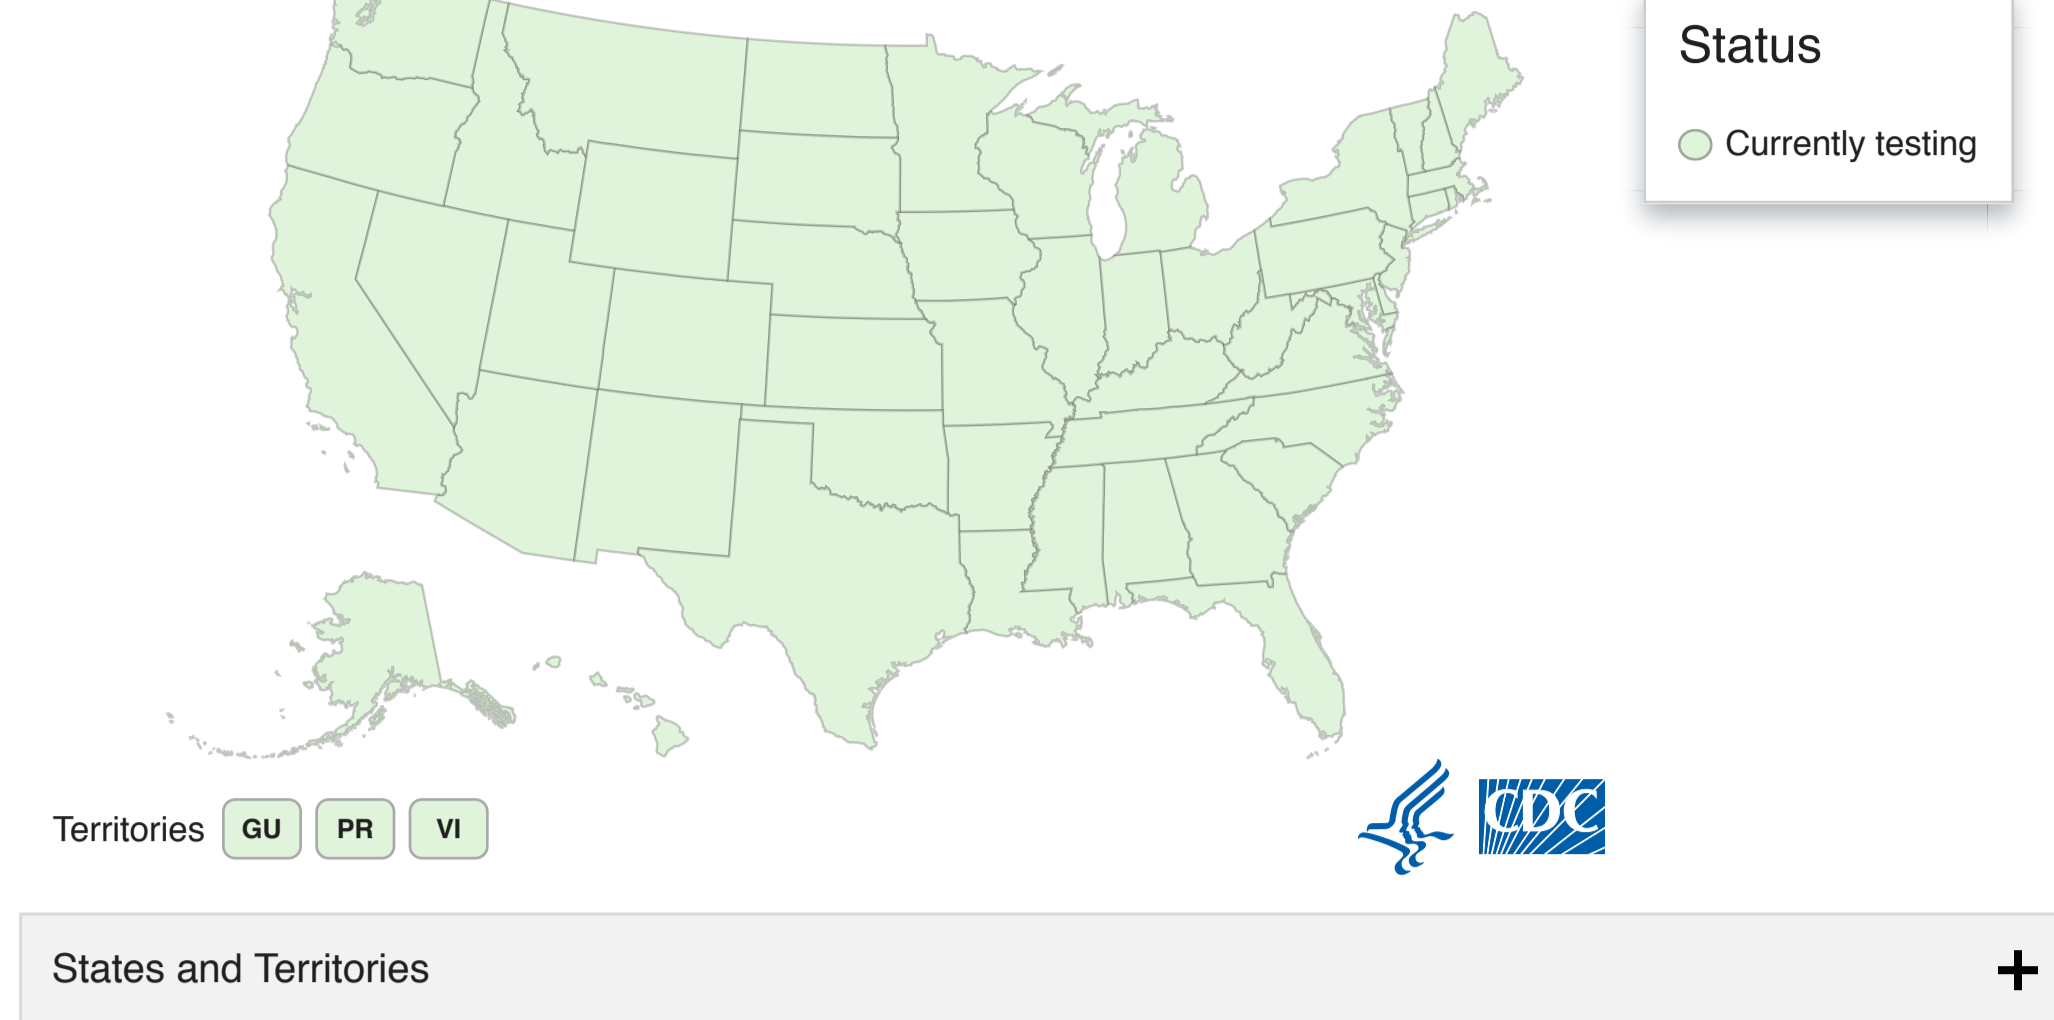 Status
Currently testing
Territories GU PR VI
CDC
States and Territories